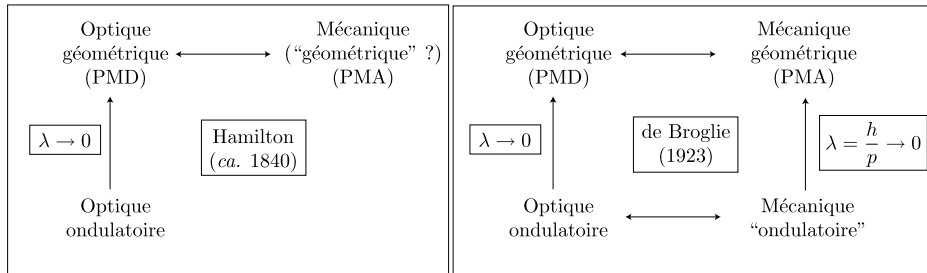 Optique
géométrique
(PMD)
Mécanique
(“géométrique” ?)
(PMA)
λ → 0
Hamilton
(ca. 1840)
Optique
ondulatoire
Optique
géométrique
(PMD)
Mécanique
géométrique
(PMA)
λ → 0
de Broglie
(1923)
λ = h/p → 0
Optique
ondulatoire
Mécanique
“ondulatoire”